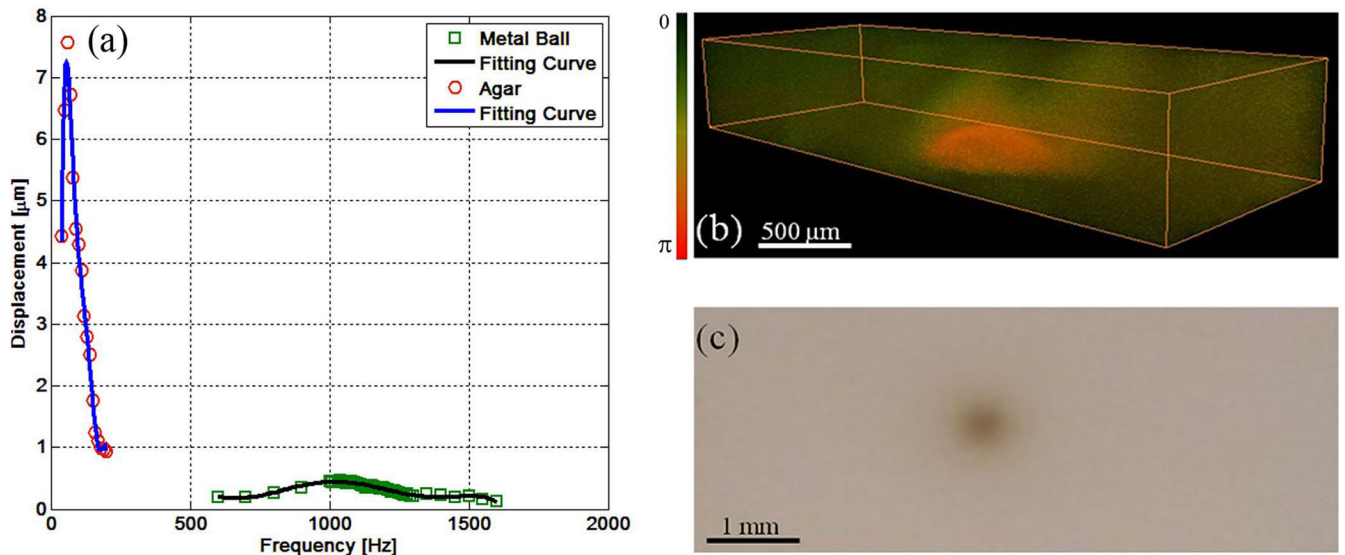 (a)
Metal Ball
Fitting Curve
Agar
Fitting Curve
8
7
6
5
4
3
2
1
0
Displacement [μm]
0 500 1000 1500 2000
Frequency [Hz]
0
π
(b)
500 μm
(c)
1 mm